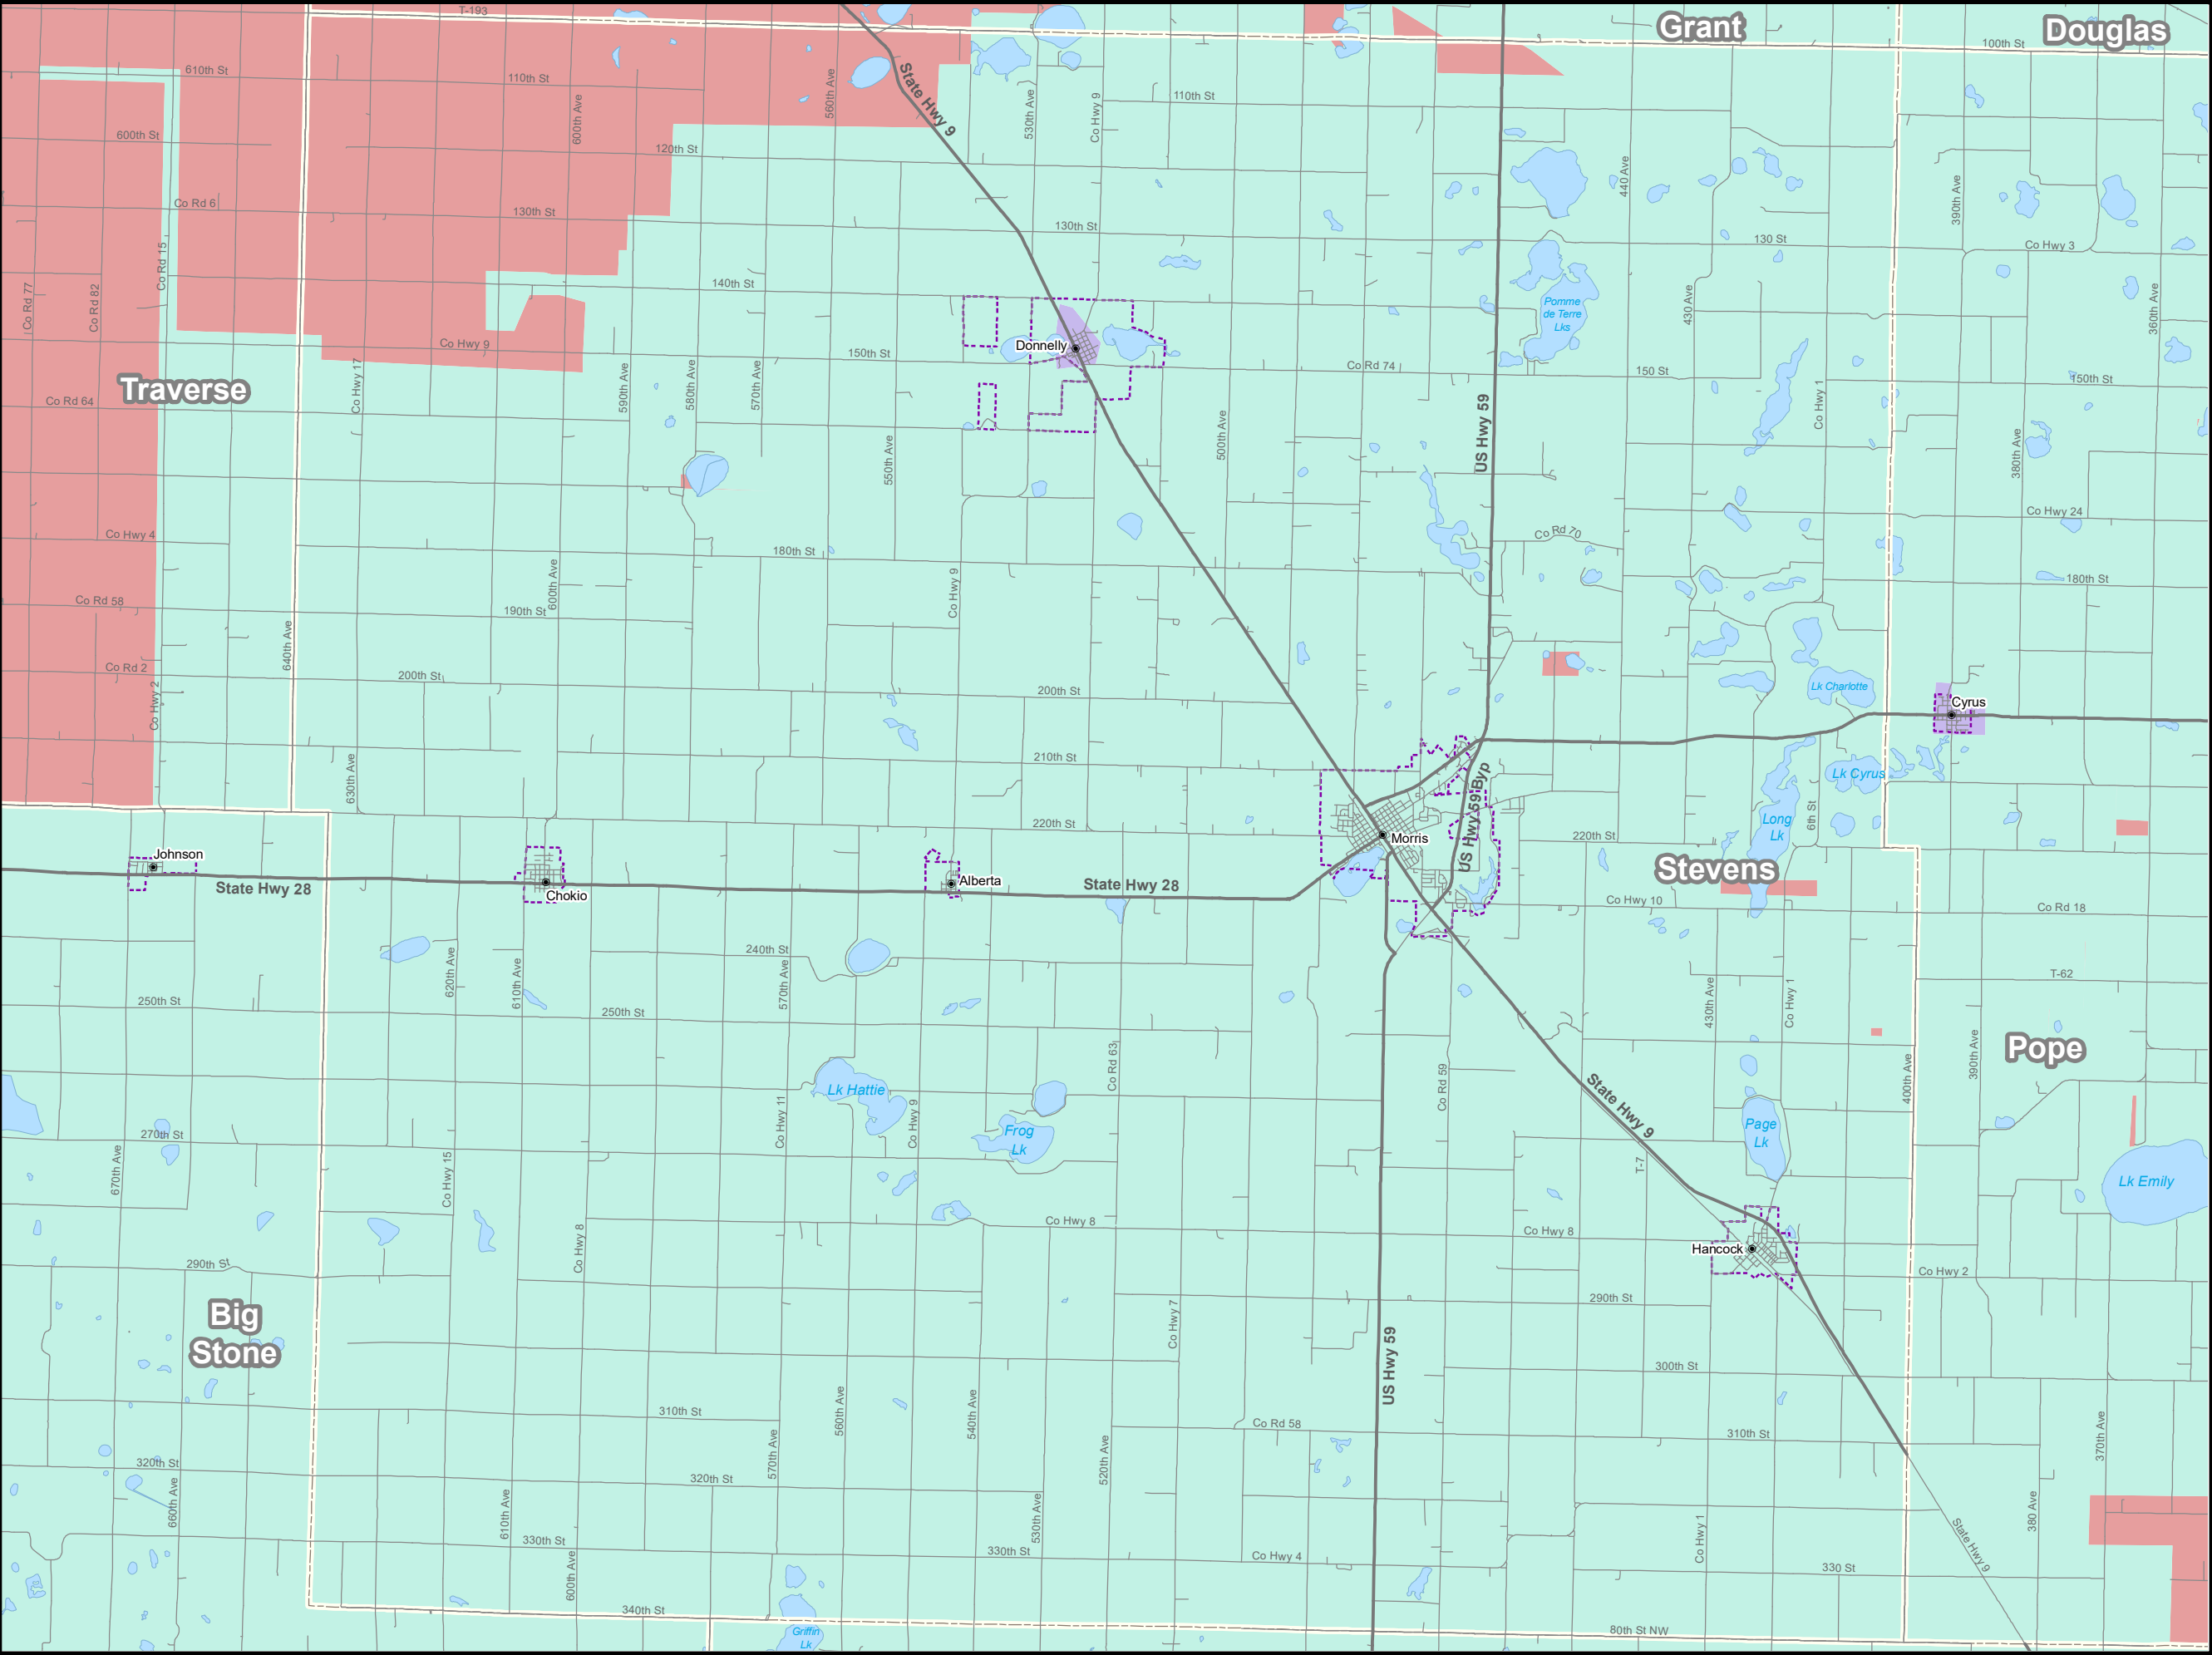 T-193
Grant
Douglas
100th St
610th St
110th St
600th Ave
560th Ave
State Hwy 9
530th Ave
Co Hwy 9
110th St
600th St
120th St
440 Ave
390th Ave
Co Rd 6
130th St
130th St
130 St
Co Hwy 3
Co Rd 15
Co Rd 77
Co Rd 82
140th St
430 Ave
360th Ave
Pomme
de Terre
Lks
Co Hwy 9
150th St
Donnelly
Co Rd 74
150 St
150th St
Traverse
Co Hwy 17
590th Ave
580th Ave
570th Ave
Co Hwy 1
Co Rd 64
550th Ave
500th Ave
US Hwy 59
380th Ave
Co Hwy 4
180th St
Co Rd 70
Co Hwy 24
180th St
Co Rd 58
190th St
600th Ave
Co Hwy 9
640th Ave
Co Rd 2
200th St
200th St
Lk Charlotte
Cyrus
Co Hwy 2
630th Ave
210th St
Lk Cyrus
US Hwy 59 Byp
220th St
Morris
220th St
Long
Lk
6th St
Johnson
State Hwy 28
Chokio
Alberta
State Hwy 28
Stevens
Co Hwy 10
Co Rd 18
240th St
620th Ave
610th Ave
570th Ave
T-62
250th St
250th St
430th Ave
Co Hwy 1
Pope
390th Ave
400th Ave
Co Rd 63
Co Rd 59
Lk Hattie
Co Hwy 11
Co Hwy 9
State Hwy 9
Frog
Lk
Page
Lk
270th St
670th Ave
Co Hwy 15
T-7
Lk Emily
Co Hwy 8
Co Hwy 8
Co Hwy 8
Hancock
290th St
Co Hwy 2
290th St
Big
Stone
Co Hwy 7
US Hwy 59
300th St
310th St
560th Ave
540th Ave
Co Rd 58
310th St
370th Ave
570th Ave
520th Ave
320th St
320th St
660th Ave
610th Ave
530th Ave
380 Ave
330th St
330th St
Co Hwy 4
Co Hwy 1
330 St
State Hwy 9
600th Ave
340th St
Griffin
Lk
80th St NW